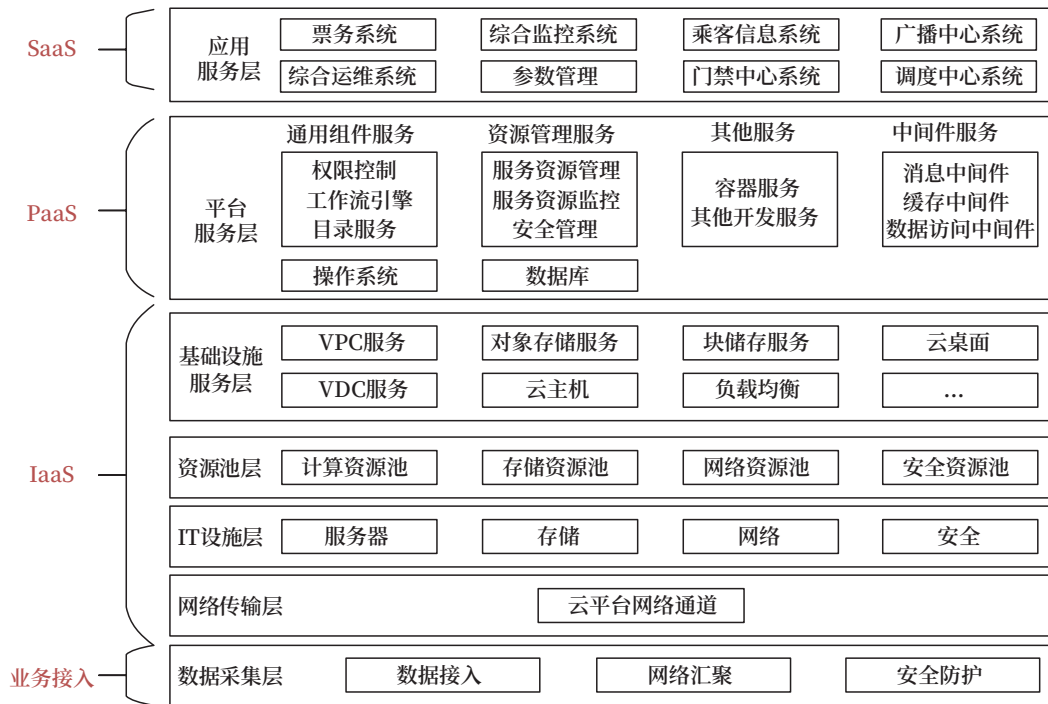 SaaS
应用
服务层
票务系统
综合监控系统
乘客信息系统
广播中心系统
综合运维系统
参数管理
门禁中心系统
调度中心系统
PaaS
平台
服务层
通用组件服务
资源管理服务
其他服务
中间件服务
权限控制
工作流引擎
目录服务
服务资源管理
服务资源监控
安全管理
容器服务
其他开发服务
消息中间件
缓存中间件
数据访问中间件
操作系统
数据库
IaaS
基础设施
服务层
VPC服务
对象存储服务
块储存服务
云桌面
VDC服务
云主机
负载均衡
...
资源池层
计算资源池
存储资源池
网络资源池
安全资源池
IT设施层
服务器
存储
网络
安全
网络传输层
云平台网络通道
业务接入
数据采集层
数据接入
网络汇聚
安全防护